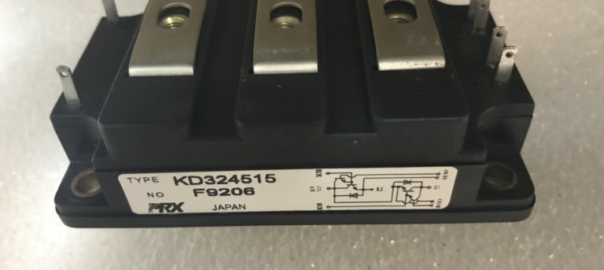 TYPE KD324515
NO F9206
PRX JAPAN